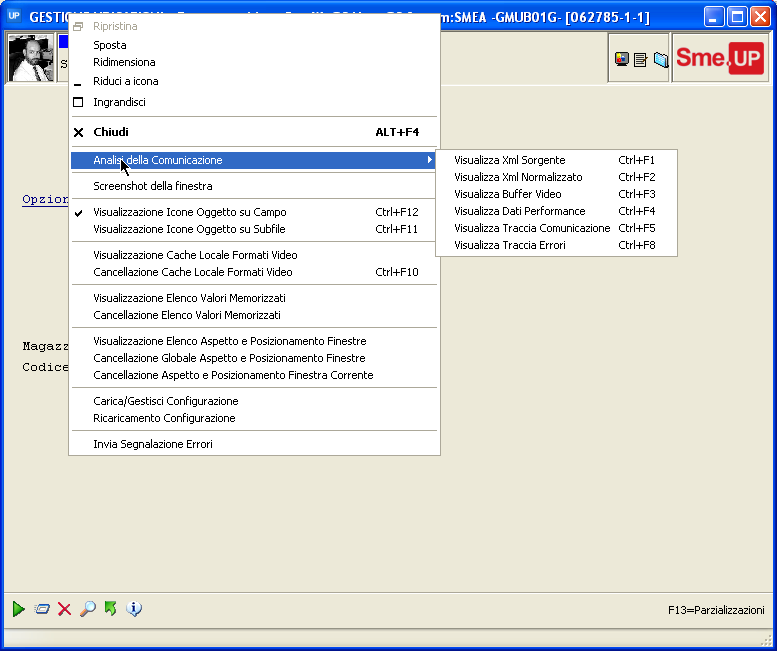 UP GESTIONE m:SMEA -GMUB01G- [062785-1-1]
Sme.UP
Ripristina
Sposta
Ridimensiona
Riduci a icona
Ingrandisci
Chiudi ALT+F4
Analisi della Comunicazione
Visualizza Xml Sorgente Ctrl+F1
Visualizza Xml Normalizzato Ctrl+F2
Visualizza Buffer Video Ctrl+F3
Visualizza Dati Performance Ctrl+F4
Visualizza Traccia Comunicazione Ctrl+F5
Visualizza Traccia Errori Ctrl+F8
Screenshot della finestra
Opzion
Visualizzazione Icone Oggetto su Campo Ctrl+F12
Visualizzazione Icone Oggetto su Subfile Ctrl+F11
Visualizzazione Cache Locale Formati Video
Cancellazione Cache Locale Formati Video Ctrl+F10
Visualizzazione Elenco Valori Memorizzati
Cancellazione Elenco Valori Memorizzati
Visualizzazione Elenco Aspetto e Posizionamento Finestre
Cancellazione Globale Aspetto e Posizionamento Finestre
Cancellazione Aspetto e Posizionamento Finestra Corrente
Magazz
Codice
Carica/Gestisci Configurazione
Ricaricamento Configurazione
Invia Segnalazione Errori
F13=Parzializzazioni